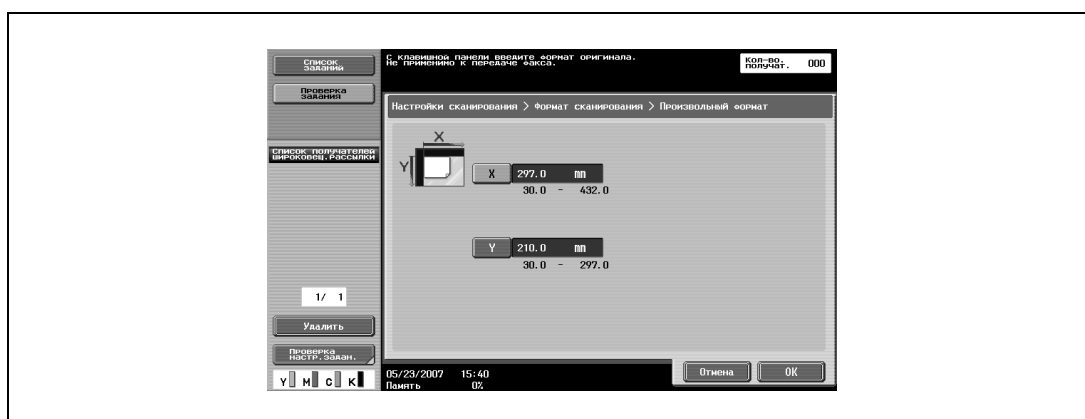 Список
заданий
Проверка
задания
С клавишной панели введите формат оригинала.
Не применимо к передаче факса.
Кол-во.
получат. 000
Настройки сканирования > Формат сканирования > Произвольный формат
Список получателей
широковещ.рассылки
X
Y
X 297.0 mm
30.0 - 432.0
Y 210.0 mm
30.0 - 297.0
1/ 1
Удалить
Проверка
настр.задан.
Y M C K
05/23/2007 15:40
Память 0%
Отмена
OK